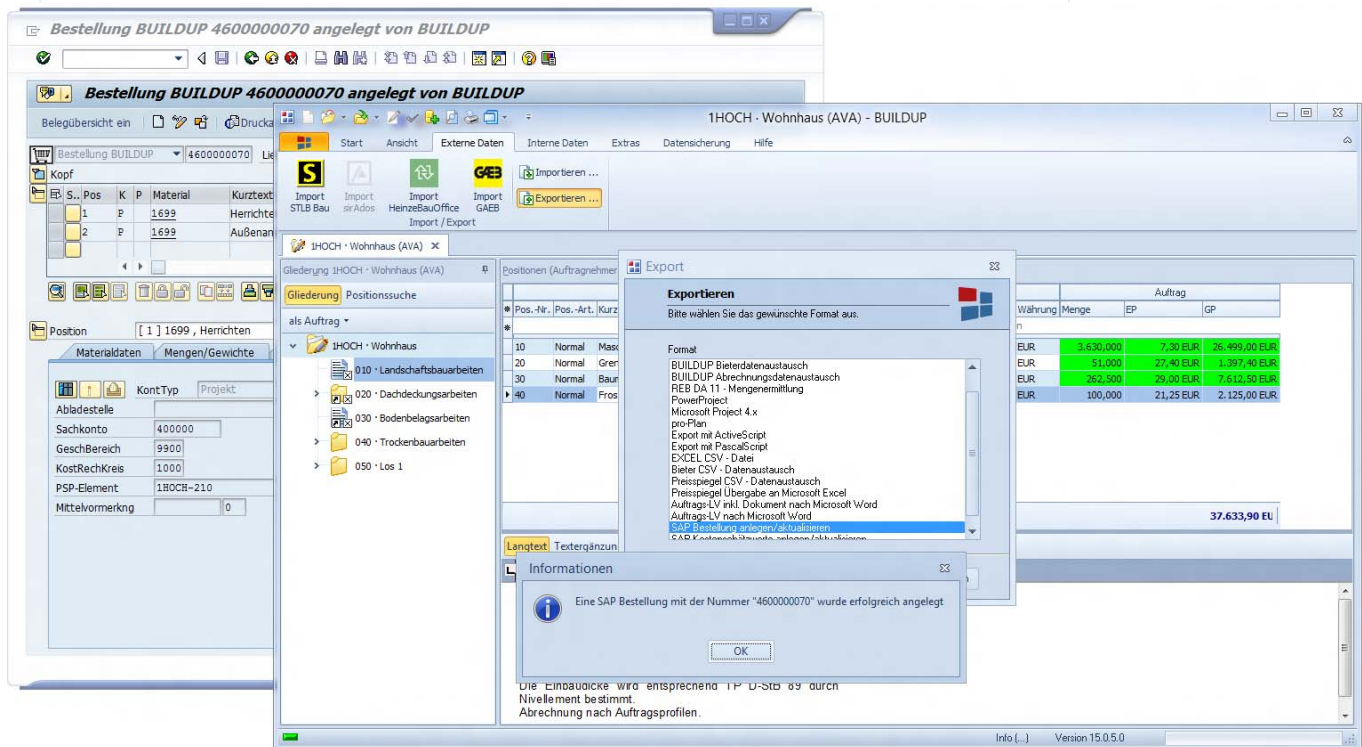 Bestellung BUILDUP 4600000070 angelegt von BUILDUP
Bestellung BUILDUP 4600000070 angelegt von BUILDUP
Belegübersicht ein
Drucka
Bestellung BUILDUP 4600000070 Lie
Kopf
S.. Pos K P Material Kurztext
1 P 1699 Herrichte
2 P 1699 Außenan
Position [ 1 ] 1699 , Herrichten
Materialdaten Mengen/Gewichte
KontTyp Projekt
Abladestelle
Sachkonto 400000
GeschBereich 9900
KostRechKreis 1000
PSP-Element 1HOCH-210
Mittelvormerkng 0
1HOCH - Wohnhaus (AVA) - BUILDUP
Start Ansicht Externe Daten Interne Daten Extras Datensicherung Hilfe
Import STLB Bau
Import sirAdos
Import HeinzeBauOffice
GAEB
Import GAEB
Importieren ...
Exportieren ...
Import / Export
1HOCH · Wohnhaus (AVA)
Gliederung 1HOCH · Wohnhaus (AVA)
Gliederung Positionssuche
als Auftrag
1HOCH · Wohnhaus
010 · Landschaftsbauarbeiten
020 · Dachdeckungsarbeiten
030 · Bodenbelagsarbeiten
040 · Trockenbauarbeiten
050 · Los 1
Positionen (Auftragnehmer
Pos.-Nr. Pos.-Art. Kurz
10 Normal Masc
20 Normal Gren
30 Normal Baur
40 Normal Fros
Auftrag
Währung Menge EP GP
EUR 3.630,000 7,30 EUR 26.499,00 EUR
EUR 51,000 27,40 EUR 1.397,40 EUR
EUR 262,500 29,00 EUR 7.612,50 EUR
EUR 100,000 21,25 EUR 2.125,00 EUR
37.633,90 EU
Export
Exportieren
Bitte wählen Sie das gewünschte Format aus.
Format
BUILDUP Bieterdatenaustausch
BUILDUP Abrechnungsdatenaustausch
REB DA 11 - Mengenermittlung
PowerProject
Microsoft Project 4.x
pro-Plan
Export mit ActiveScript
Export mit PascalScript
EXCEL CSV - Datei
Bieter CSV - Datenaustausch
Preisspiegel CSV - Datenaustausch
Preisspiegel Übergabe an Microsoft Excel
Auftrags-LV inkl. Dokument nach Microsoft Word
Auftrags-LV nach Microsoft Word
SAP Bestellung anlegen/aktualisieren
SAP Kostenschätzwerte anlegen/aktualisieren
Langtext Textergänzun
Informationen
Eine SAP Bestellung mit der Nummer "4600000070" wurde erfolgreich angelegt
OK
Die Einbaudicke wird entsprechend TP D-StB 89 durch
Nivellement bestimmt.
Abrechnung nach Auftragsprofilen.
Info (...) Version 15.0.5.0